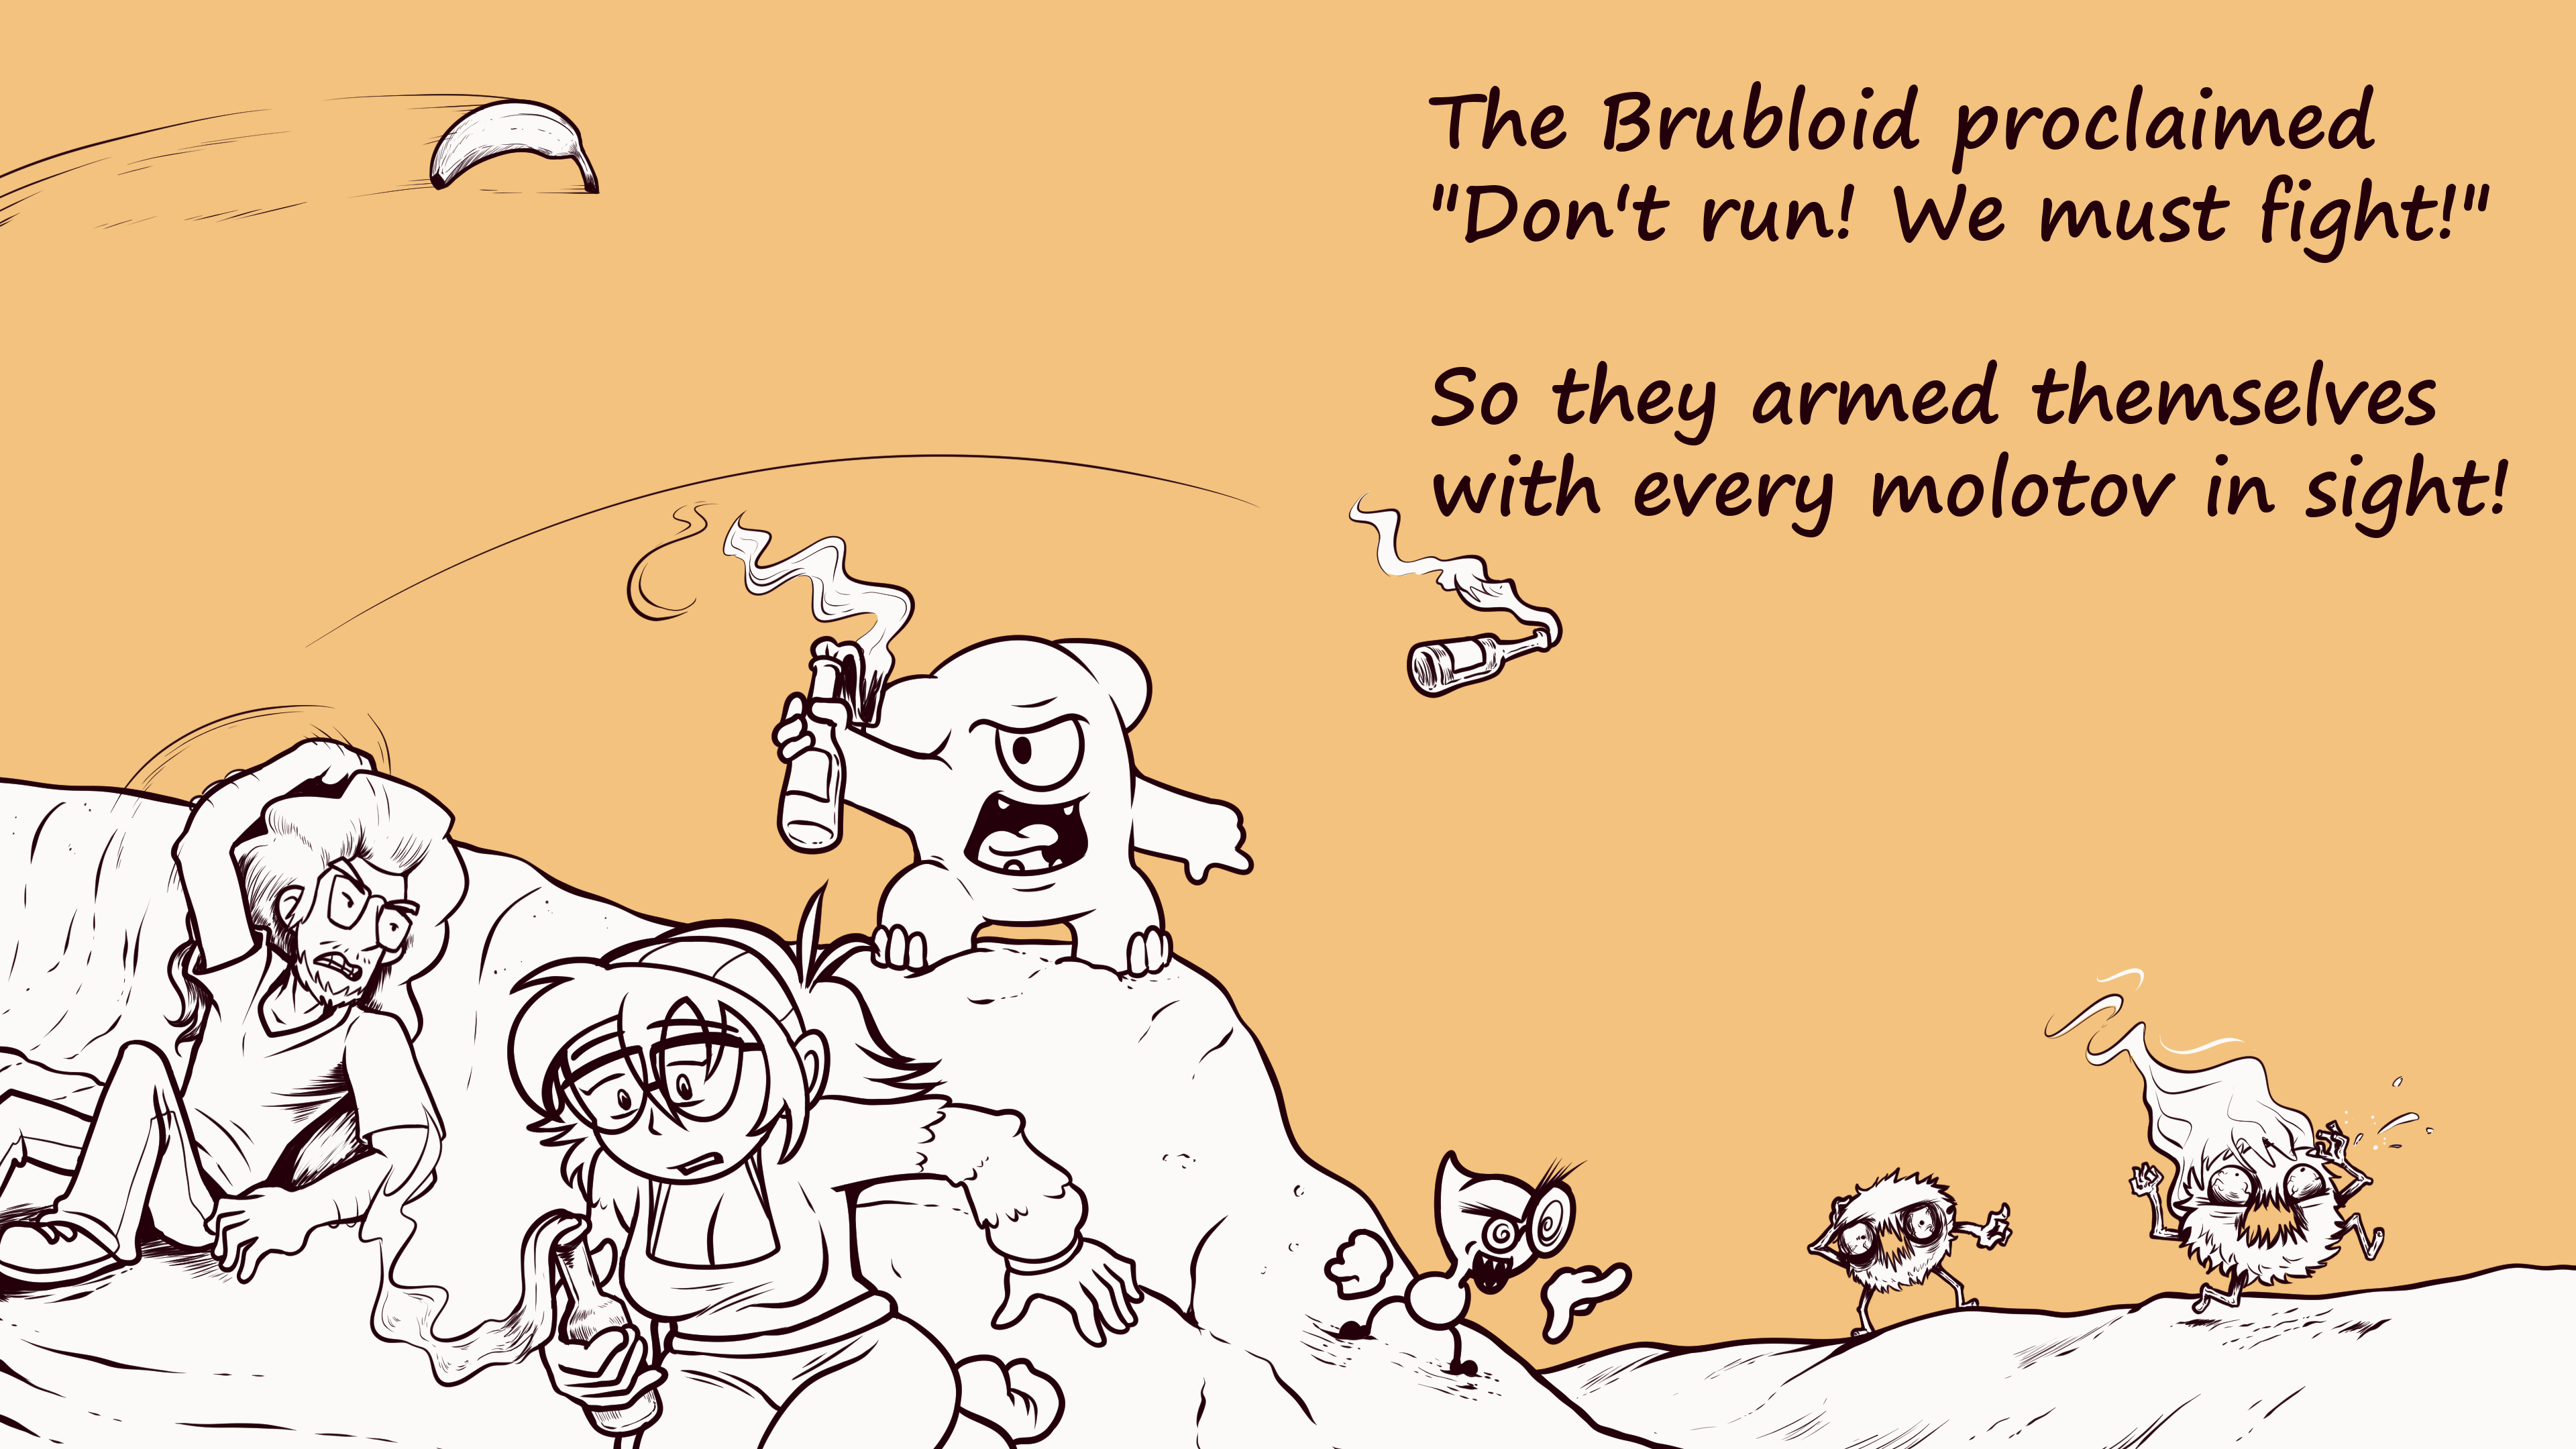 The Brubloid proclaimed
"Don't run! We must fight!"
So they armed themselves
with every molotov in sight!